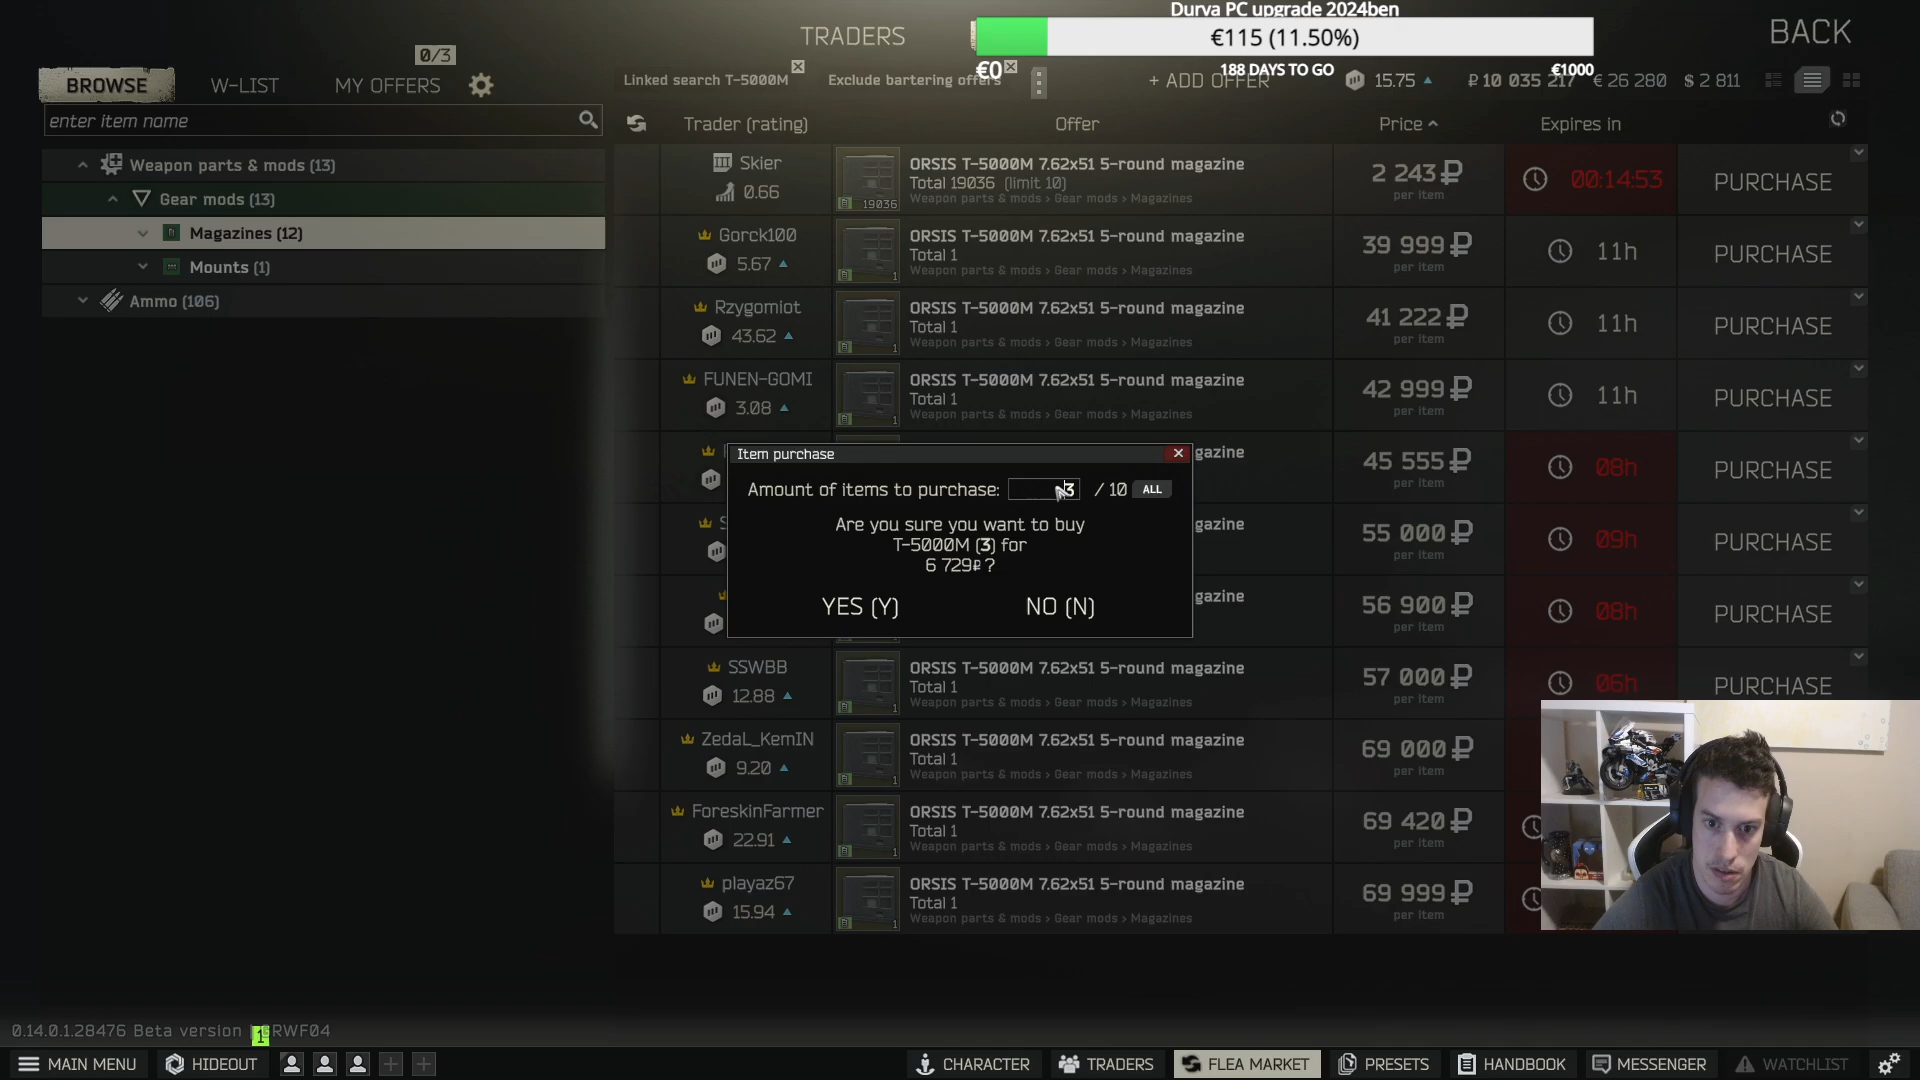 Durva PC upgrade 2024ben
€115 (11.50%)
€0
188 DAYS TO GO
€1000
TRADERS
BACK
0/3
BROWSE
W-LIST
MY OFFERS
Linked search T-5000M
Exclude bartering offers
+ ADD OFFER
15.75
₽ 10 035 217
€ 26 280
$ 2 811
enter item name
Trader (rating)
Offer
Price
Expires in
Weapon parts & mods (13)
Gear mods (13)
Magazines (12)
Mounts (1)
Ammo (106)
Skier
0.66
19036
ORSIS T-5000M 7.62x51 5-round magazine
Total 19036 (limit 10)
Weapon parts & mods > Gear mods > Magazines
2 243 ₽
per item
00:14:53
PURCHASE
Gorck100
5.67
1
ORSIS T-5000M 7.62x51 5-round magazine
Total 1
Weapon parts & mods > Gear mods > Magazines
39 999 ₽
per item
11h
PURCHASE
Rzygomiot
43.62
1
ORSIS T-5000M 7.62x51 5-round magazine
Total 1
Weapon parts & mods > Gear mods > Magazines
41 222 ₽
per item
11h
PURCHASE
FUNEN-GOMI
3.08
1
ORSIS T-5000M 7.62x51 5-round magazine
Total 1
Weapon parts & mods > Gear mods > Magazines
42 999 ₽
per item
11h
PURCHASE
gazine
45 555 ₽
per item
08h
PURCHASE
gazine
55 000 ₽
per item
09h
PURCHASE
gazine
56 900 ₽
per item
08h
PURCHASE
Item purchase
Amount of items to purchase: 3 / 10 ALL
Are you sure you want to buy
T-5000M (3) for
6 729₽ ?
YES (Y)
NO (N)
SSWBB
12.88
1
ORSIS T-5000M 7.62x51 5-round magazine
Total 1
Weapon parts & mods > Gear mods > Magazines
57 000 ₽
per item
06h
PURCHASE
ZedaL_KemIN
9.20
1
ORSIS T-5000M 7.62x51 5-round magazine
Total 1
Weapon parts & mods > Gear mods > Magazines
69 000 ₽
per item
ForeskinFarmer
22.91
1
ORSIS T-5000M 7.62x51 5-round magazine
Total 1
Weapon parts & mods > Gear mods > Magazines
69 420 ₽
per item
playaz67
15.94
1
ORSIS T-5000M 7.62x51 5-round magazine
Total 1
Weapon parts & mods > Gear mods > Magazines
69 999 ₽
per item
0.14.0.1.28476 Beta version | RWF04
1
MAIN MENU
HIDEOUT
CHARACTER
TRADERS
FLEA MARKET
PRESETS
HANDBOOK
MESSENGER
WATCHLIST